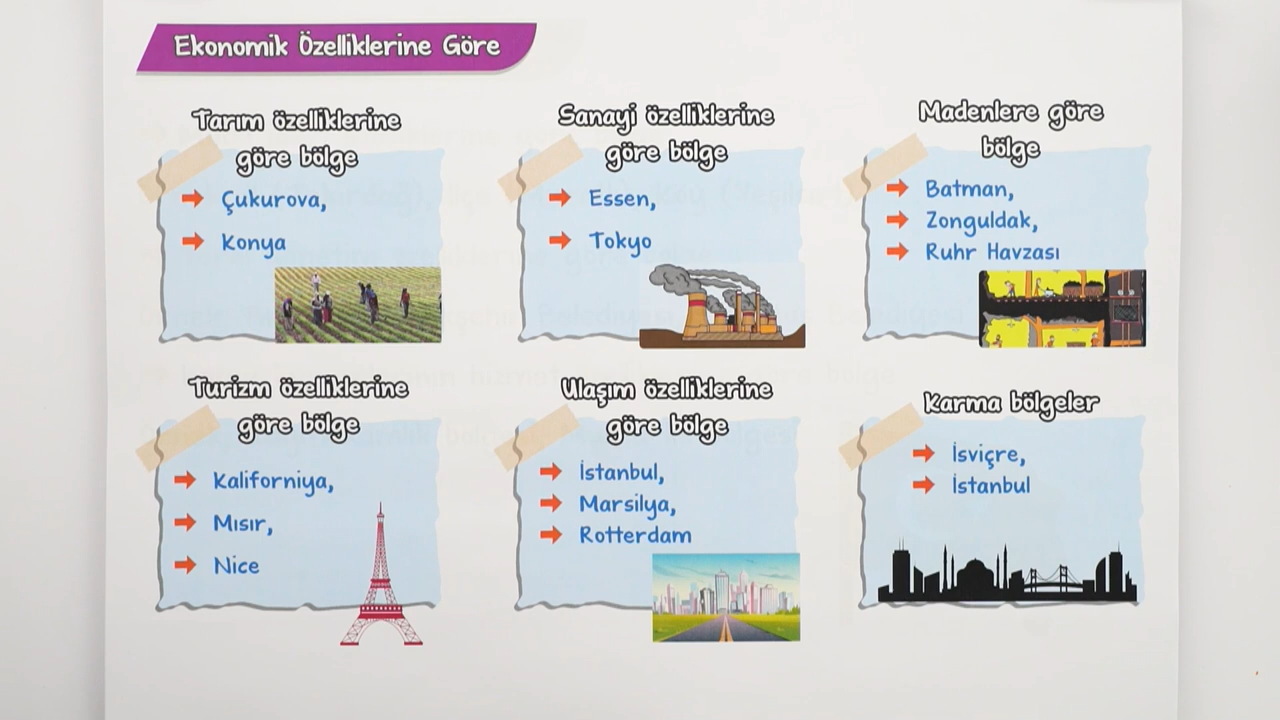 Ekonomik Özelliklerine Göre
Tarım özelliklerine
göre bölge
Çukurova,
Konya
Sanayi özelliklerine
göre bölge
Essen,
Tokyo
Madenlere göre
bölge
Batman,
Zonguldak,
Ruhr Havzası
Turizm özelliklerine
göre bölge
Kaliforniya,
Mısır,
Nice
Ulaşım özelliklerine
göre bölge
İstanbul,
Marsilya,
Rotterdam
Karma bölgeler
İsviçre,
İstanbul